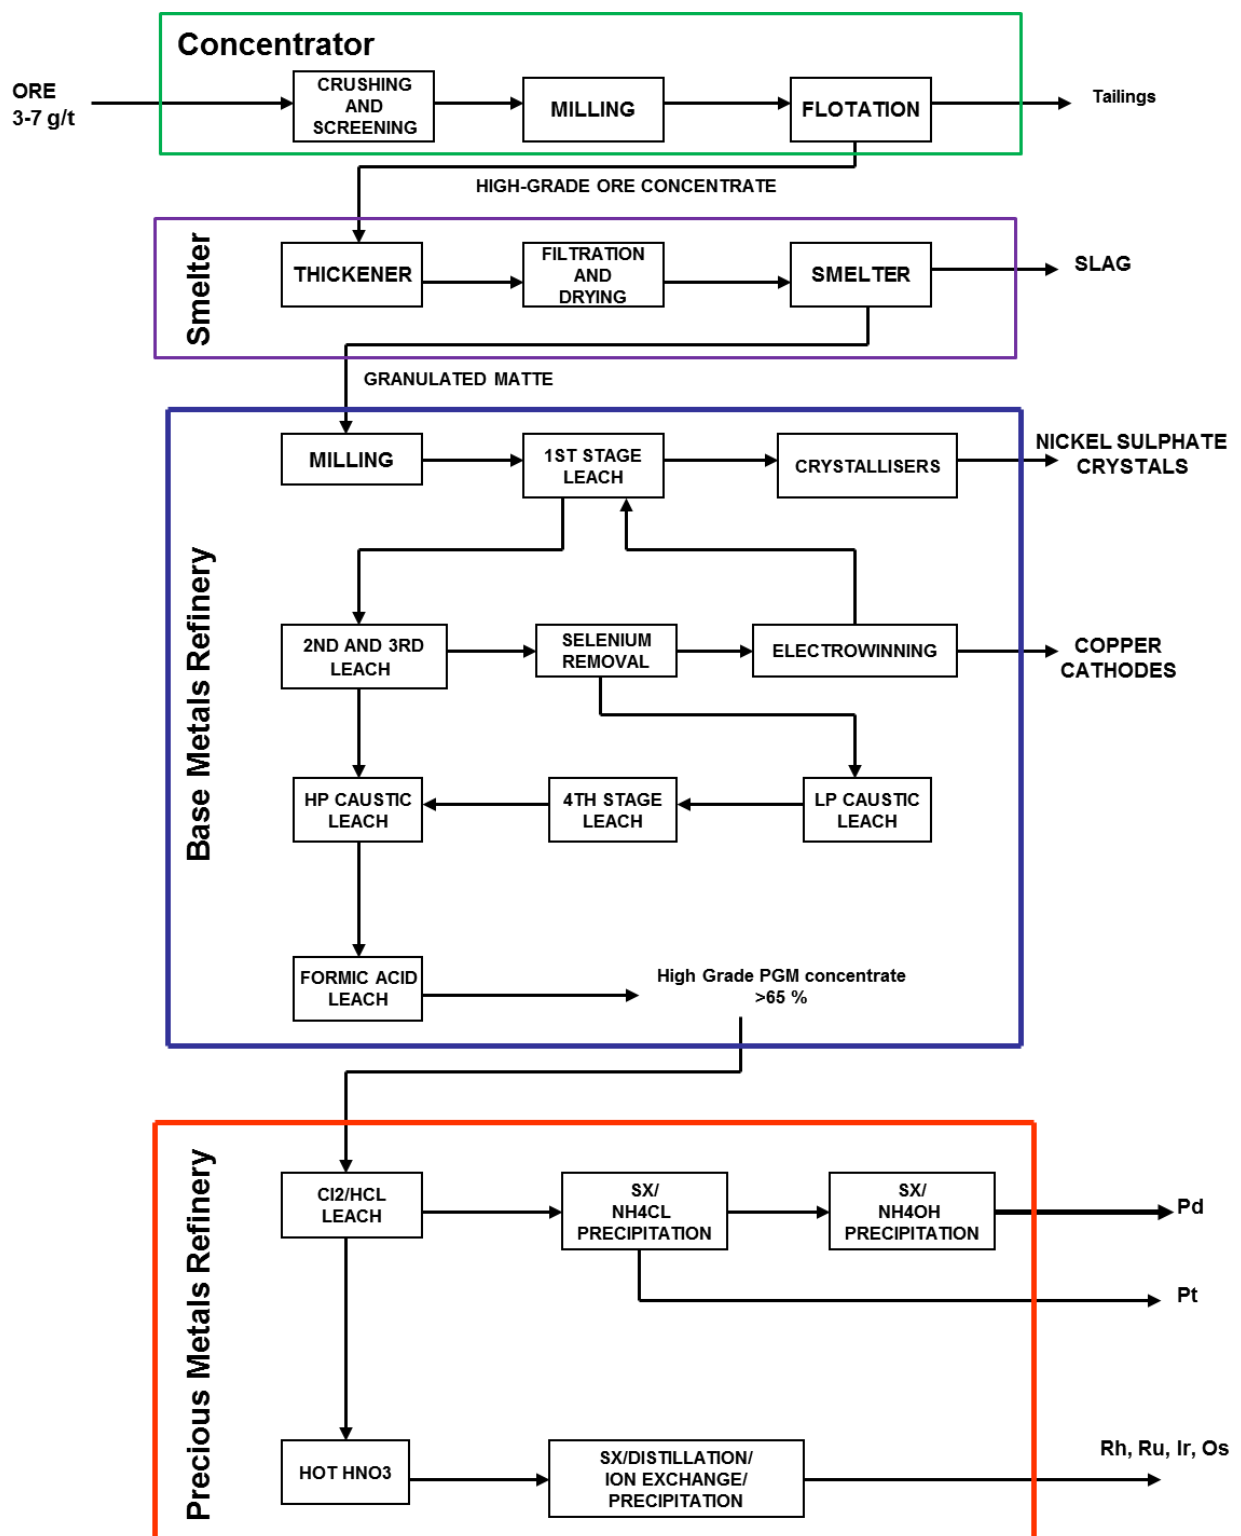 Concentrator
ORE
3-7 g/t
CRUSHING
AND
SCREENING
MILLING
FLOTATION
Tailings
HIGH-GRADE ORE CONCENTRATE
Smelter
THICKENER
FILTRATION
AND
DRYING
SMELTER
SLAG
GRANULATED MATTE
Base Metals Refinery
MILLING
1ST STAGE
LEACH
CRYSTALLISERS
NICKEL SULPHATE
CRYSTALS
2ND AND 3RD
LEACH
SELENIUM
REMOVAL
ELECTROWINNING
COPPER
CATHODES
HP CAUSTIC
LEACH
4TH STAGE
LEACH
LP CAUSTIC
LEACH
FORMIC ACID
LEACH
High Grade PGM concentrate
>65 %
Precious Metals Refinery
Cl2/HCL
LEACH
SX/
NH4CL
PRECIPITATION
SX/
NH4OH
PRECIPITATION
Pd
Pt
HOT HNO3
SX/DISTILLATION/
ION EXCHANGE/
PRECIPITATION
Rh, Ru, Ir, Os